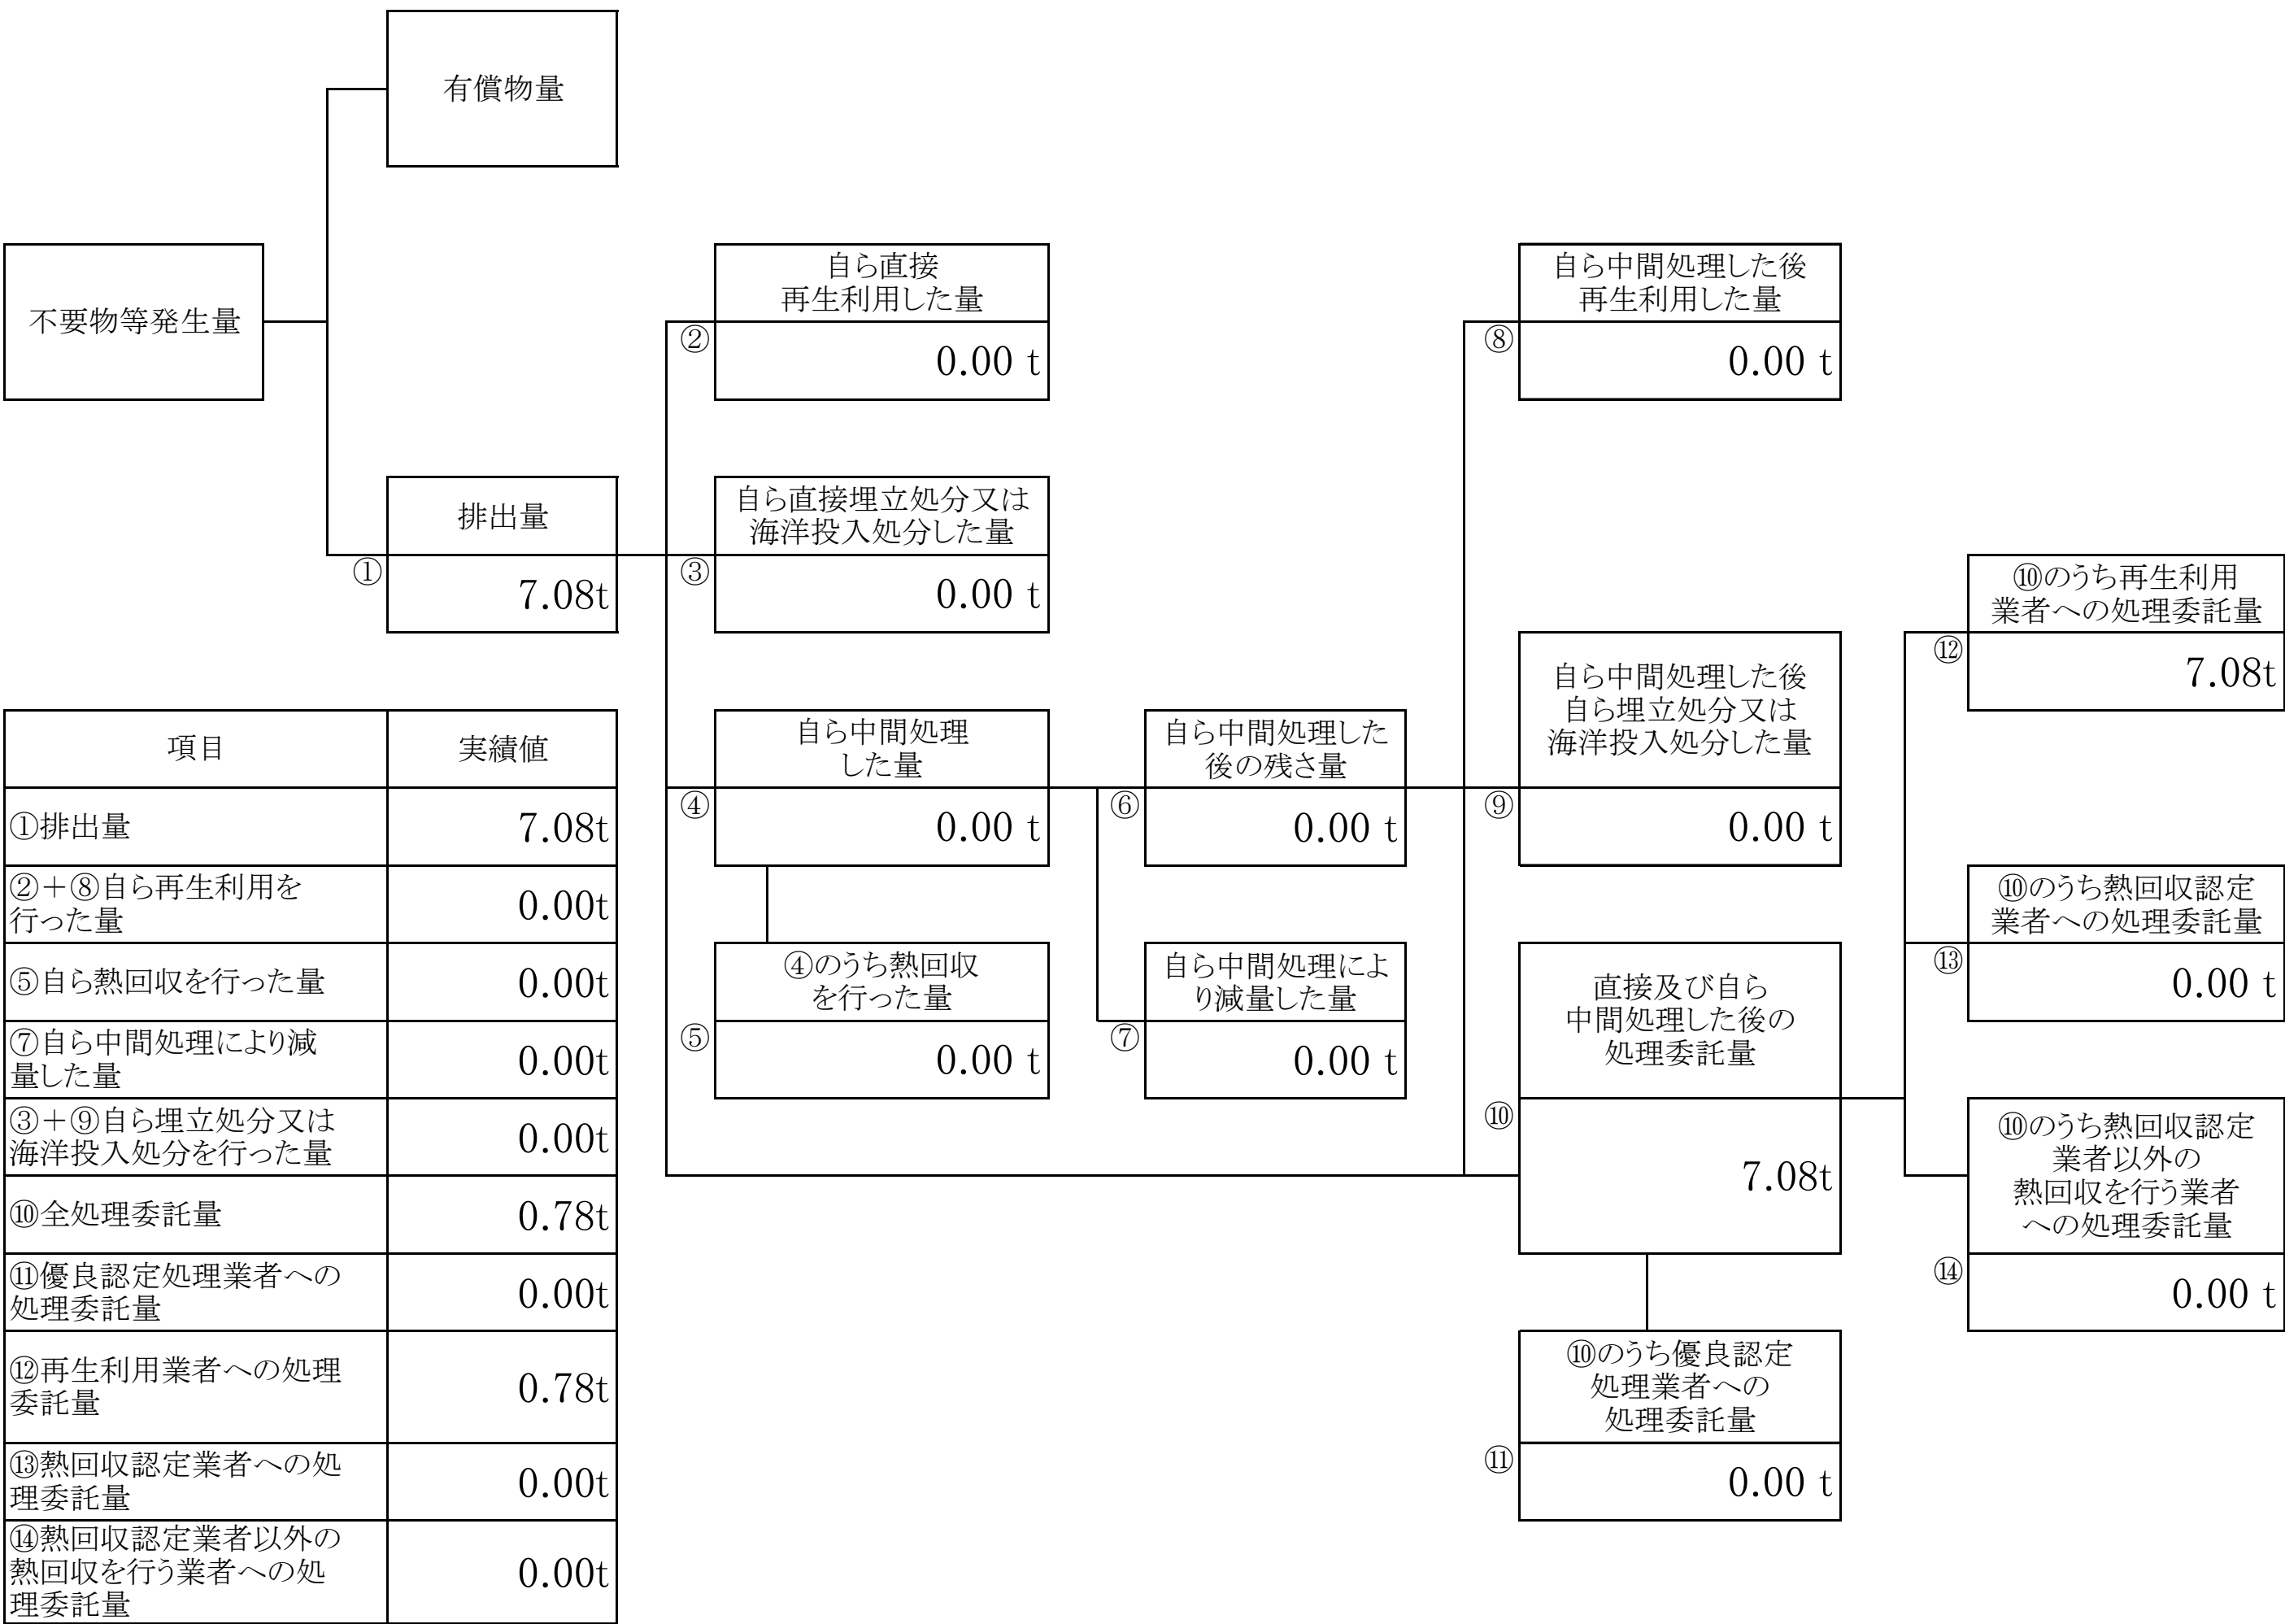 有償物量
不要物等発生量
自ら直接
再生利用した量
②
0.00 t
自ら中間処理した後
再生利用した量
⑧
0.00 t
排出量
①
7.08t
自ら直接埋立処分又は
海洋投入処分した量
③
0.00 t
⑩のうち再生利用
業者への処理委託量
⑫
7.08t
自ら中間処理
した量
④
0.00 t
自ら中間処理した
後の残さ量
⑥
0.00 t
自ら中間処理した後
自ら埋立処分又は
海洋投入処分した量
⑨
0.00 t
⑩のうち熱回収認定
業者への処理委託量
⑬
0.00 t
④のうち熱回収
を行った量
⑤
0.00 t
自ら中間処理によ
り減量した量
⑦
0.00 t
直接及び自ら
中間処理した後の
処理委託量
⑩
7.08t
⑩のうち熱回収認定
業者以外の
熱回収を行う業者
への処理委託量
⑭
0.00 t
⑩のうち優良認定
処理業者への
処理委託量
⑪
0.00 t
項目 実績値
①排出量 7.08t
②＋⑧自ら再生利用を
行った量 0.00t
⑤自ら熱回収を行った量 0.00t
⑦自ら中間処理により減
量した量 0.00t
③＋⑨自ら埋立処分又は
海洋投入処分を行った量 0.00t
⑩全処理委託量 0.78t
⑪優良認定処理業者への
処理委託量 0.00t
⑫再生利用業者への処理
委託量 0.78t
⑬熱回収認定業者への処
理委託量 0.00t
⑭熱回収認定業者以外の
熱回収を行う業者への処
理委託量 0.00t